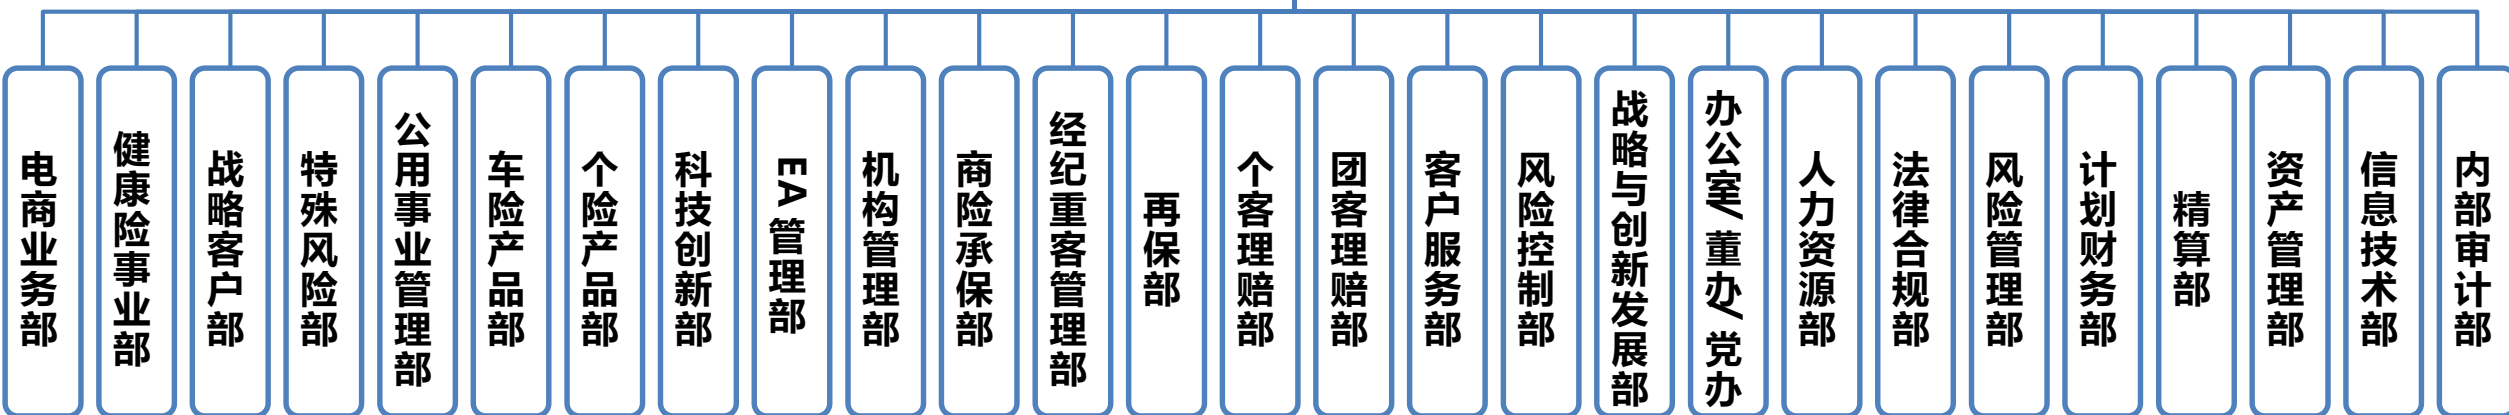 电商业务部
健康险事业部
战略客户部
特殊风险部
公用事业管理部
车险产品部
个险产品部
科技创新部
EA管理部
机构管理部
商险承保部
经纪重客管理部
再保部
个客理赔部
团客理赔部
客户服务部
风险控制部
战略与创新发展部
办公室/董办/党办
人力资源部
法律合规部
风险管理部
计划财务部
精算部
资产管理部
信息技术部
内部审计部